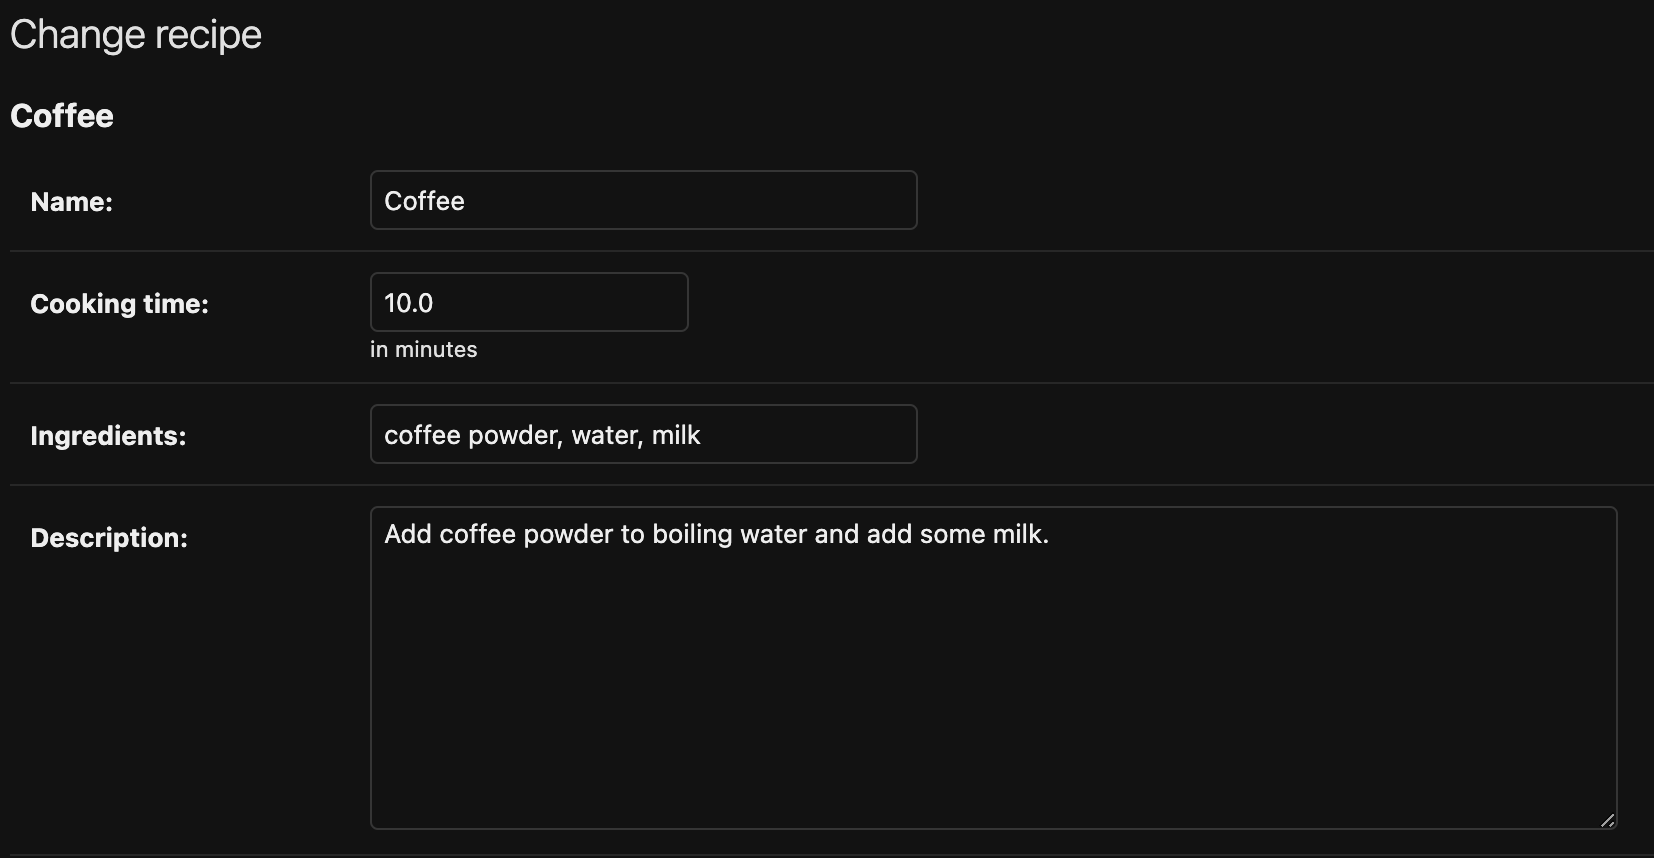 Change recipe
Coffee
Name:
Coffee
Cooking time:
10.0
in minutes
Ingredients:
coffee powder, water, milk
Description:
Add coffee powder to boiling water and add some milk.